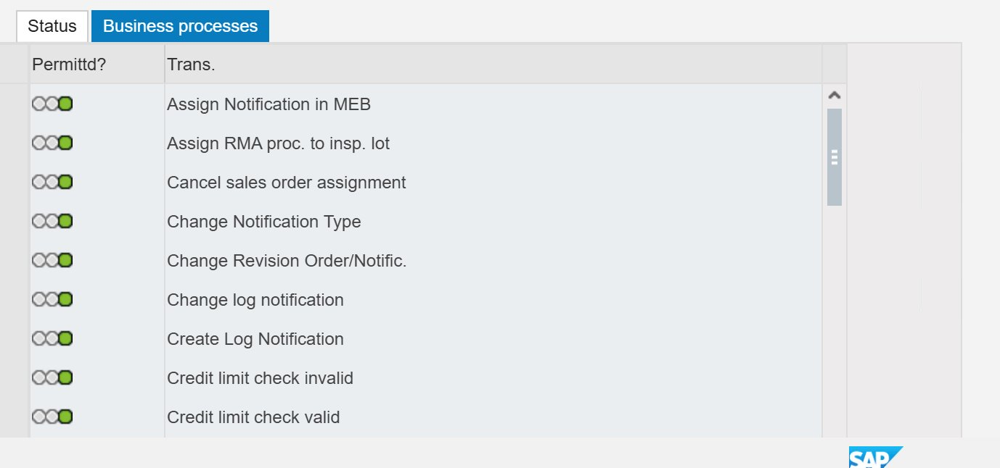 Status Business processes
Permittd? Trans.
Assign Notification in MEB
Assign RMA proc. to insp. lot
Cancel sales order assignment
Change Notification Type
Change Revision Order/Notific.
Change log notification
Create Log Notification
Credit limit check invalid
Credit limit check valid
SAP